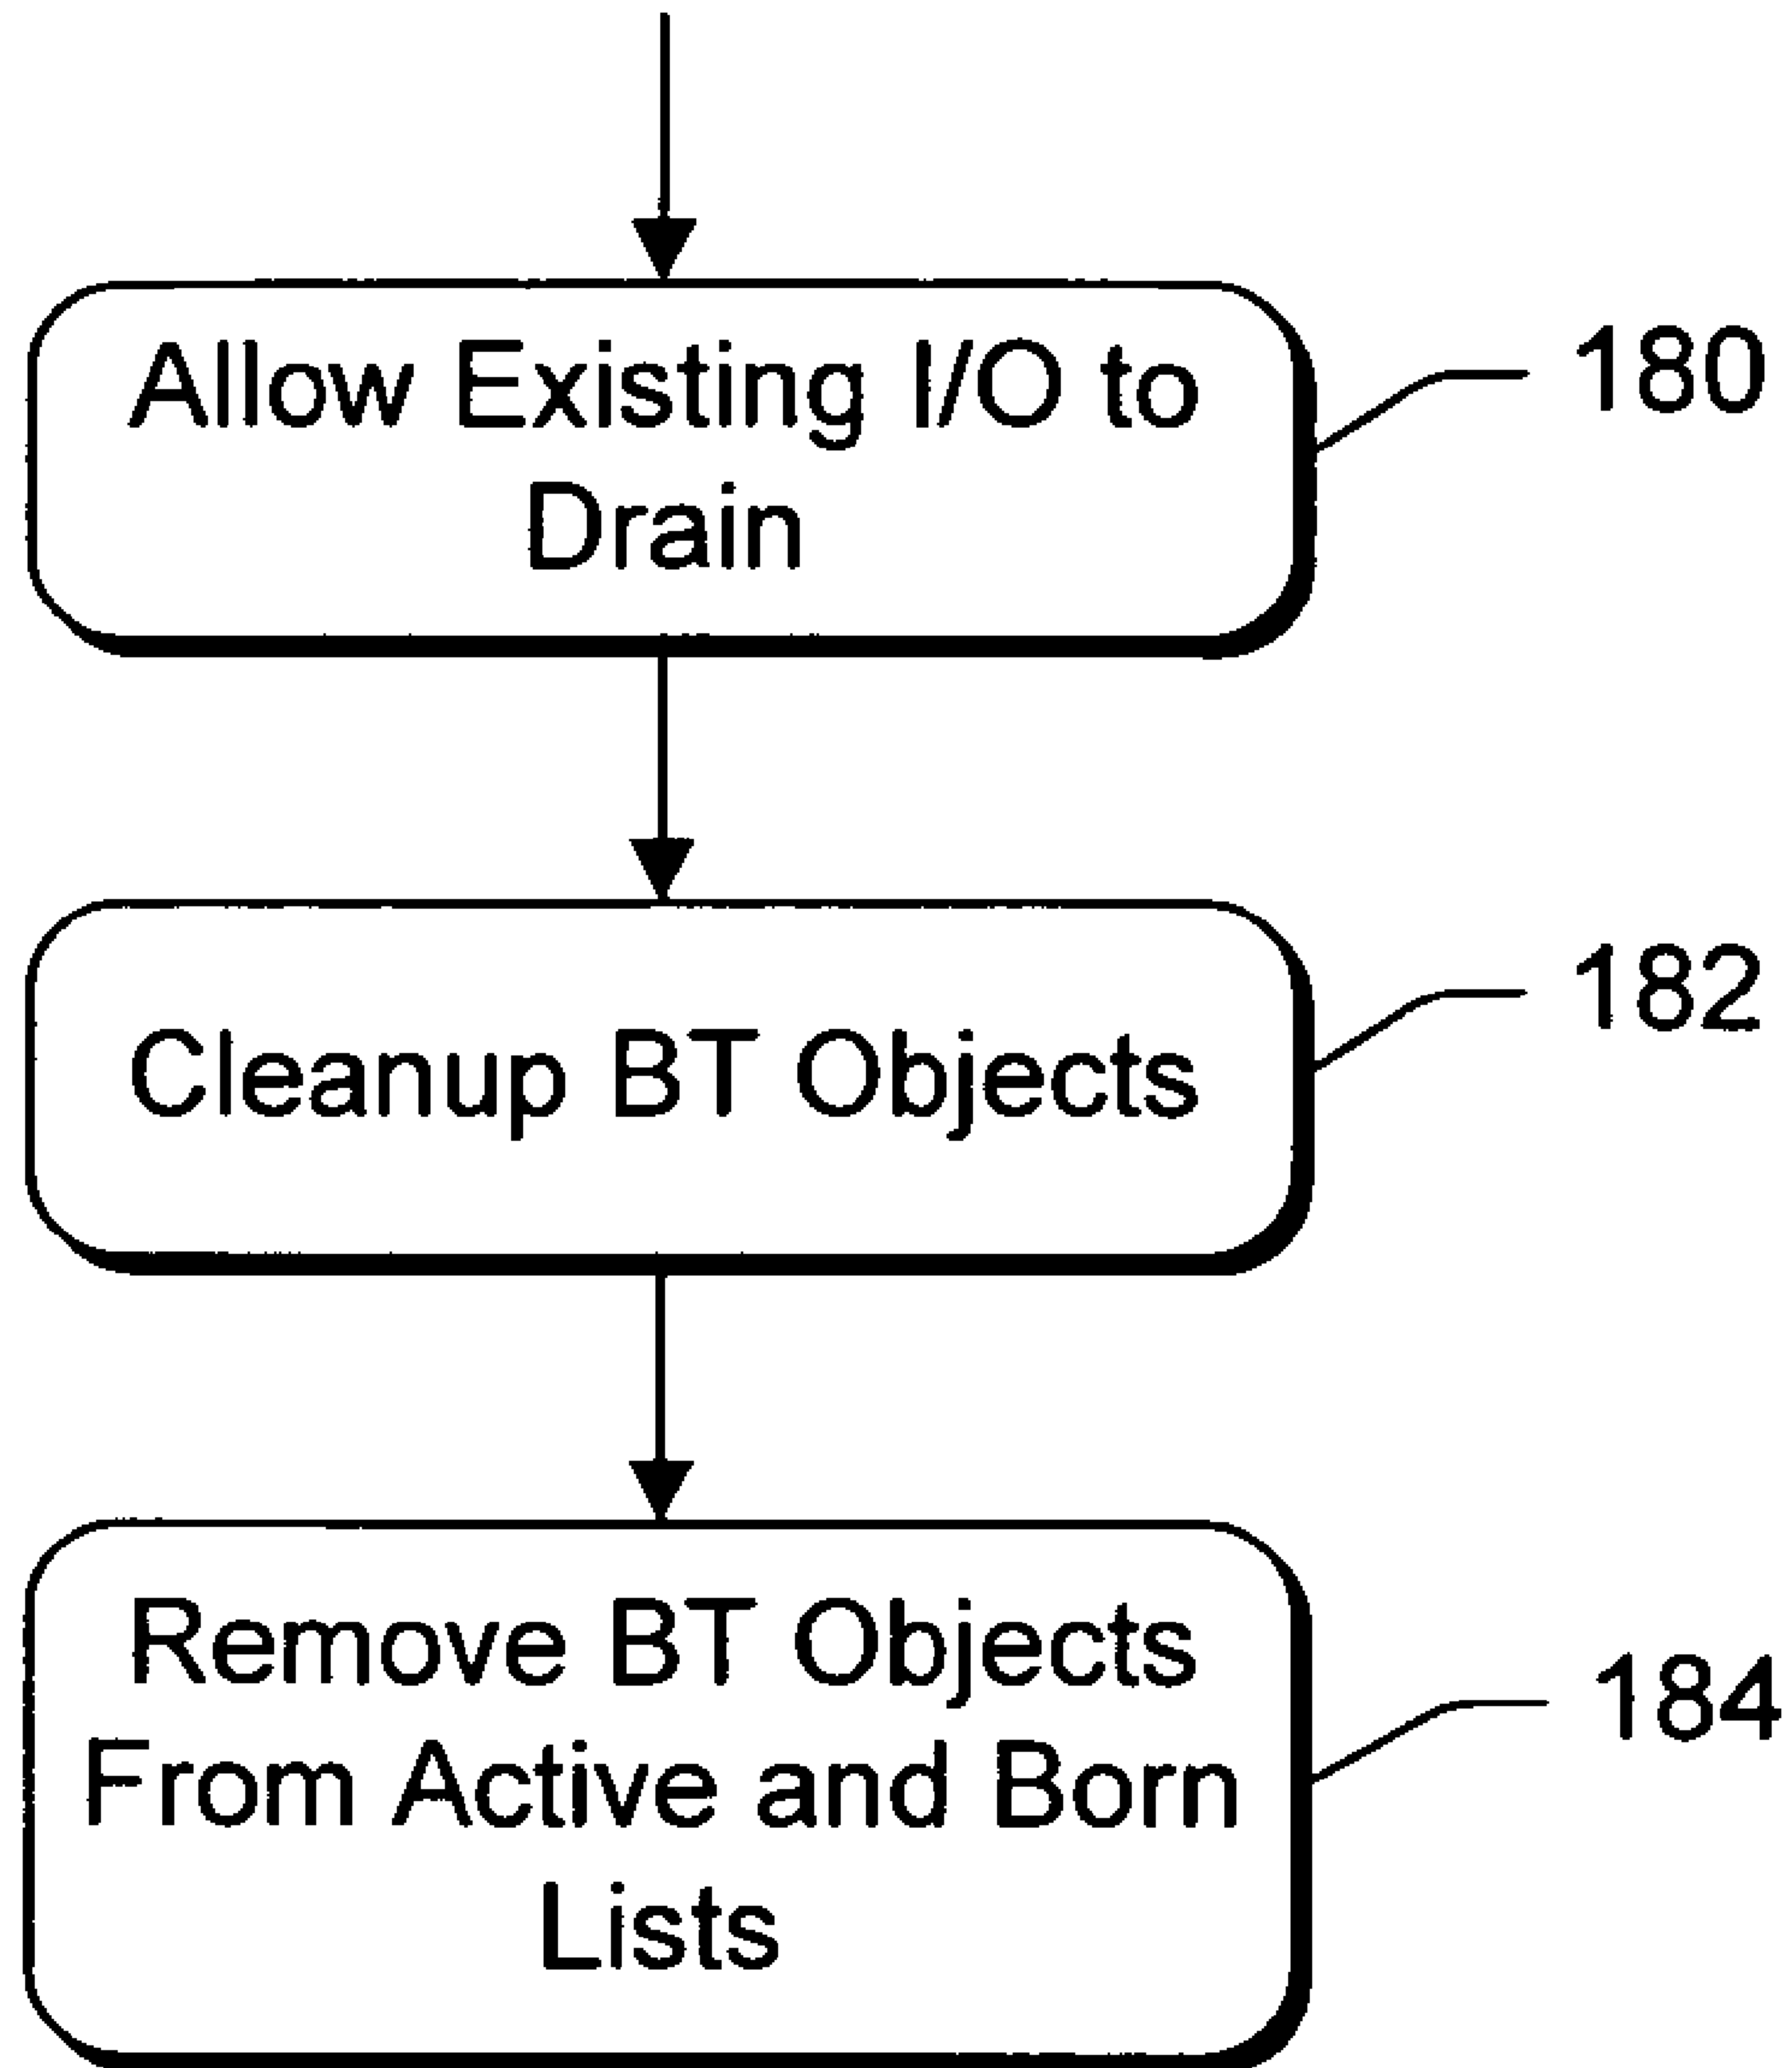 Allow Existing I/O to
Drain
180
Cleanup BT Objects
182
Remove BT Objects
From Active and Born
Lists
184